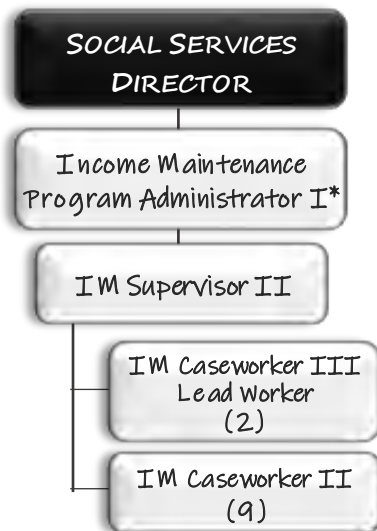 SOCIAL SERVICES
DIRECTOR
Income Maintenance
Program Administrator I*
IM Supervisor II
IM Caseworker III
Lead Worker
(2)
IM Caseworker II
(9)